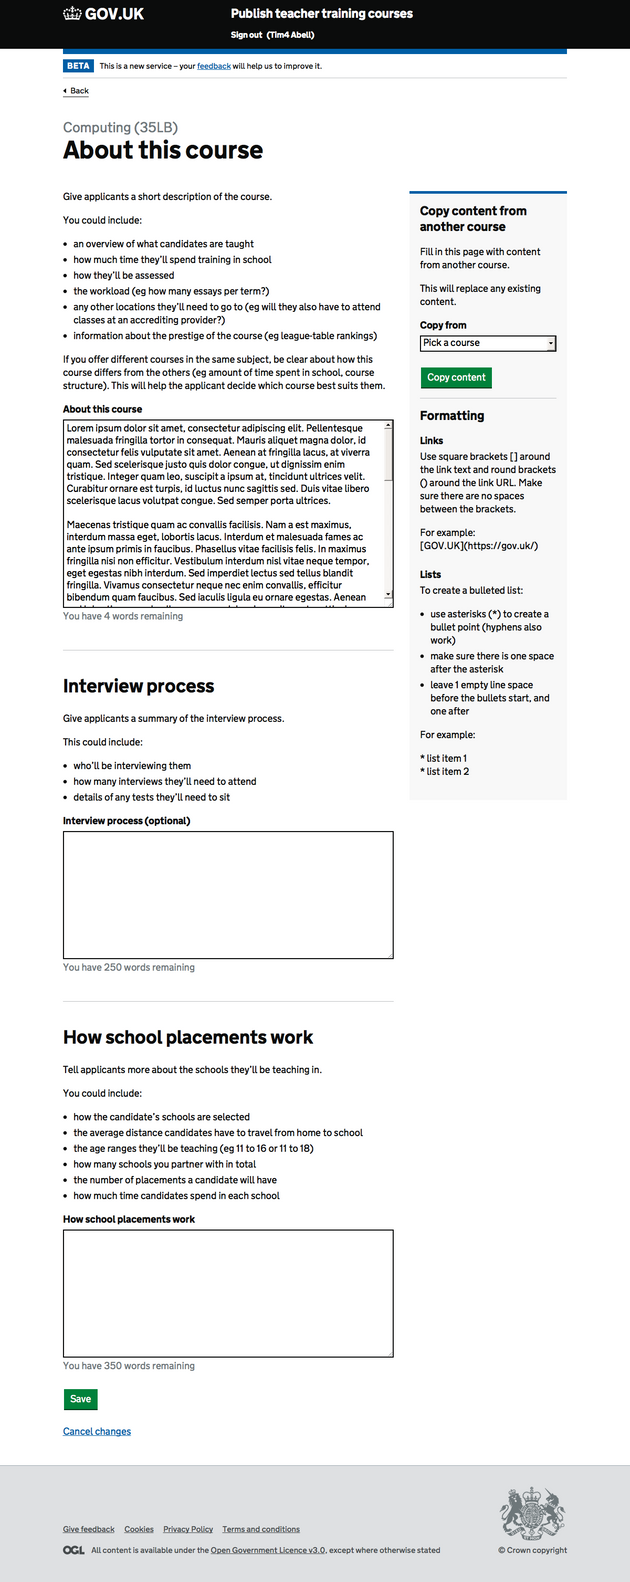 GOV.UK
Publish teacher training courses
Sign out (Tim4 Abell)
BETA This is a new service – your feedback will help us to improve it.
Back
Computing (35LB)
About this course
Give applicants a short description of the course.
You could include:
• an overview of what candidates are taught
• how much time they'll spend training in school
• how they'll be assessed
• the workload (eg how many essays per term?)
• any other locations they'll need to go to (eg will they also have to attend
classes at an accrediting provider?)
• information about the prestige of the course (eg league-table rankings)
If you offer different courses in the same subject, be clear about how this
course differs from the others (eg amount of time spent in school, course
structure). This will help the applicant decide which course best suits them.
About this course
Lorem ipsum dolor sit amet, consectetur adipiscing elit. Pellentesque
malesuada fringilla tortor in consequat. Mauris aliquet magna dolor, id
consectetur felis vulputate sit amet. Aenean at fringilla lacus, at viverra
quam. Sed scelerisque justo quis dolor congue, ut dignissim enim
tristique. Integer quam leo, suscipit a ipsum at, tincidunt ultrices velit.
Curabitur ornare est turpis, id luctus nunc sagittis sed. Duis vitae libero
scelerisque lacus volutpat congue. Sed semper porta ultrices.
Maecenas tristique quam ac convallis facilisis. Nam a est maximus,
interdum massa eget, lobortis lacus. Interdum et malesuada fames ac
ante ipsum primis in faucibus. Phasellus vitae facilisis felis. In maximus
fringilla nisi non efficitur. Vestibulum interdum nisl vitae neque tempor,
eget egestas nibh interdum. Sed imperdiet lectus sed tellus blandit
fringilla. Vivamus consectetur neque nec enim convallis, efficitur
bibendum quam faucibus. Sed iaculis ligula eu ornare egestas. Aenean
You have 4 words remaining
Interview process
Give applicants a summary of the interview process.
This could include:
• who'll be interviewing them
• how many interviews they'll need to attend
• details of any tests they'll need to sit
Interview process (optional)
You have 250 words remaining
How school placements work
Tell applicants more about the schools they'll be teaching in.
You could include:
• how the candidate's schools are selected
• the average distance candidates have to travel from home to school
• the age ranges they'll be teaching (eg 11 to 16 or 11 to 18)
• how many schools you partner with in total
• the number of placements a candidate will have
• how much time candidates spend in each school
How school placements work
You have 350 words remaining
Save
Cancel changes
Copy content from
another course
Fill in this page with content
from another course.
This will replace any existing
content.
Copy from
Pick a course
Copy content
Formatting
Links
Use square brackets [] around
the link text and round brackets
() around the link URL. Make
sure there are no spaces
between the brackets.
For example:
[GOV.UK](https://gov.uk/)
Lists
To create a bulleted list:
• use asterisks (*) to create a
bullet point (hyphens also
work)
• make sure there is one space
after the asterisk
• leave 1 empty line space
before the bullets start, and
one after
For example:
* list item 1
* list item 2
Give feedback Cookies Privacy Policy Terms and conditions
OGL All content is available under the Open Government Licence v3.0, except where otherwise stated
© Crown copyright